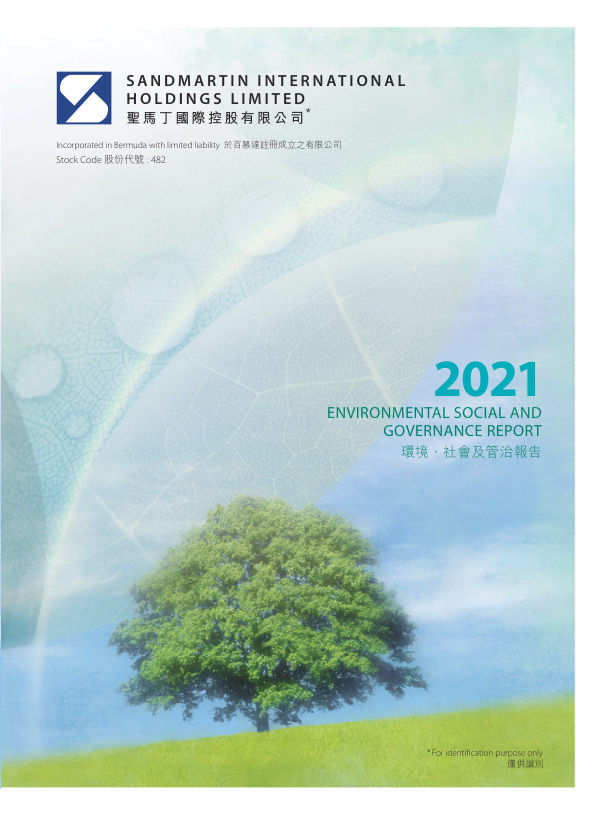 SANDMARTIN INTERNATIONAL
HOLDINGS LIMITED
聖馬丁國際控股有限公司*
Incorporated in Bermuda with limited liability 於百慕達註冊成立之有限公司
Stock Code 股份代號 : 482
2021
ENVIRONMENTAL SOCIAL AND
GOVERNANCE REPORT
環境、社會及管治報告
* For identification purpose only
僅供識別